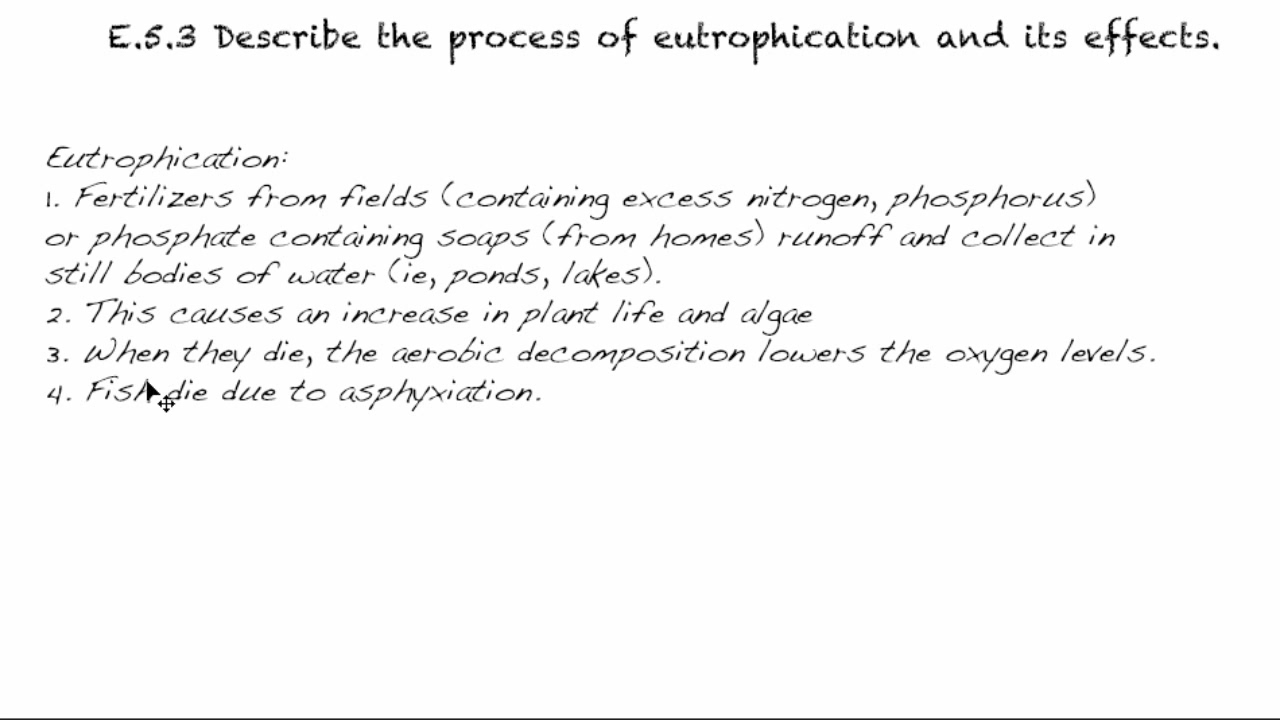 E.5.3 Describe the process of eutrophication and its effects.
Eutrophication:
1. Fertilizers from fields (containing excess nitrogen, phosphorus)
or phosphate containing soaps (from homes) runoff and collect in
still bodies of water (ie, ponds, lakes).
2. This causes an increase in plant life and algae
3. When they die, the aerobic decomposition lowers the oxygen levels.
4. Fish die due to asphyxiation.